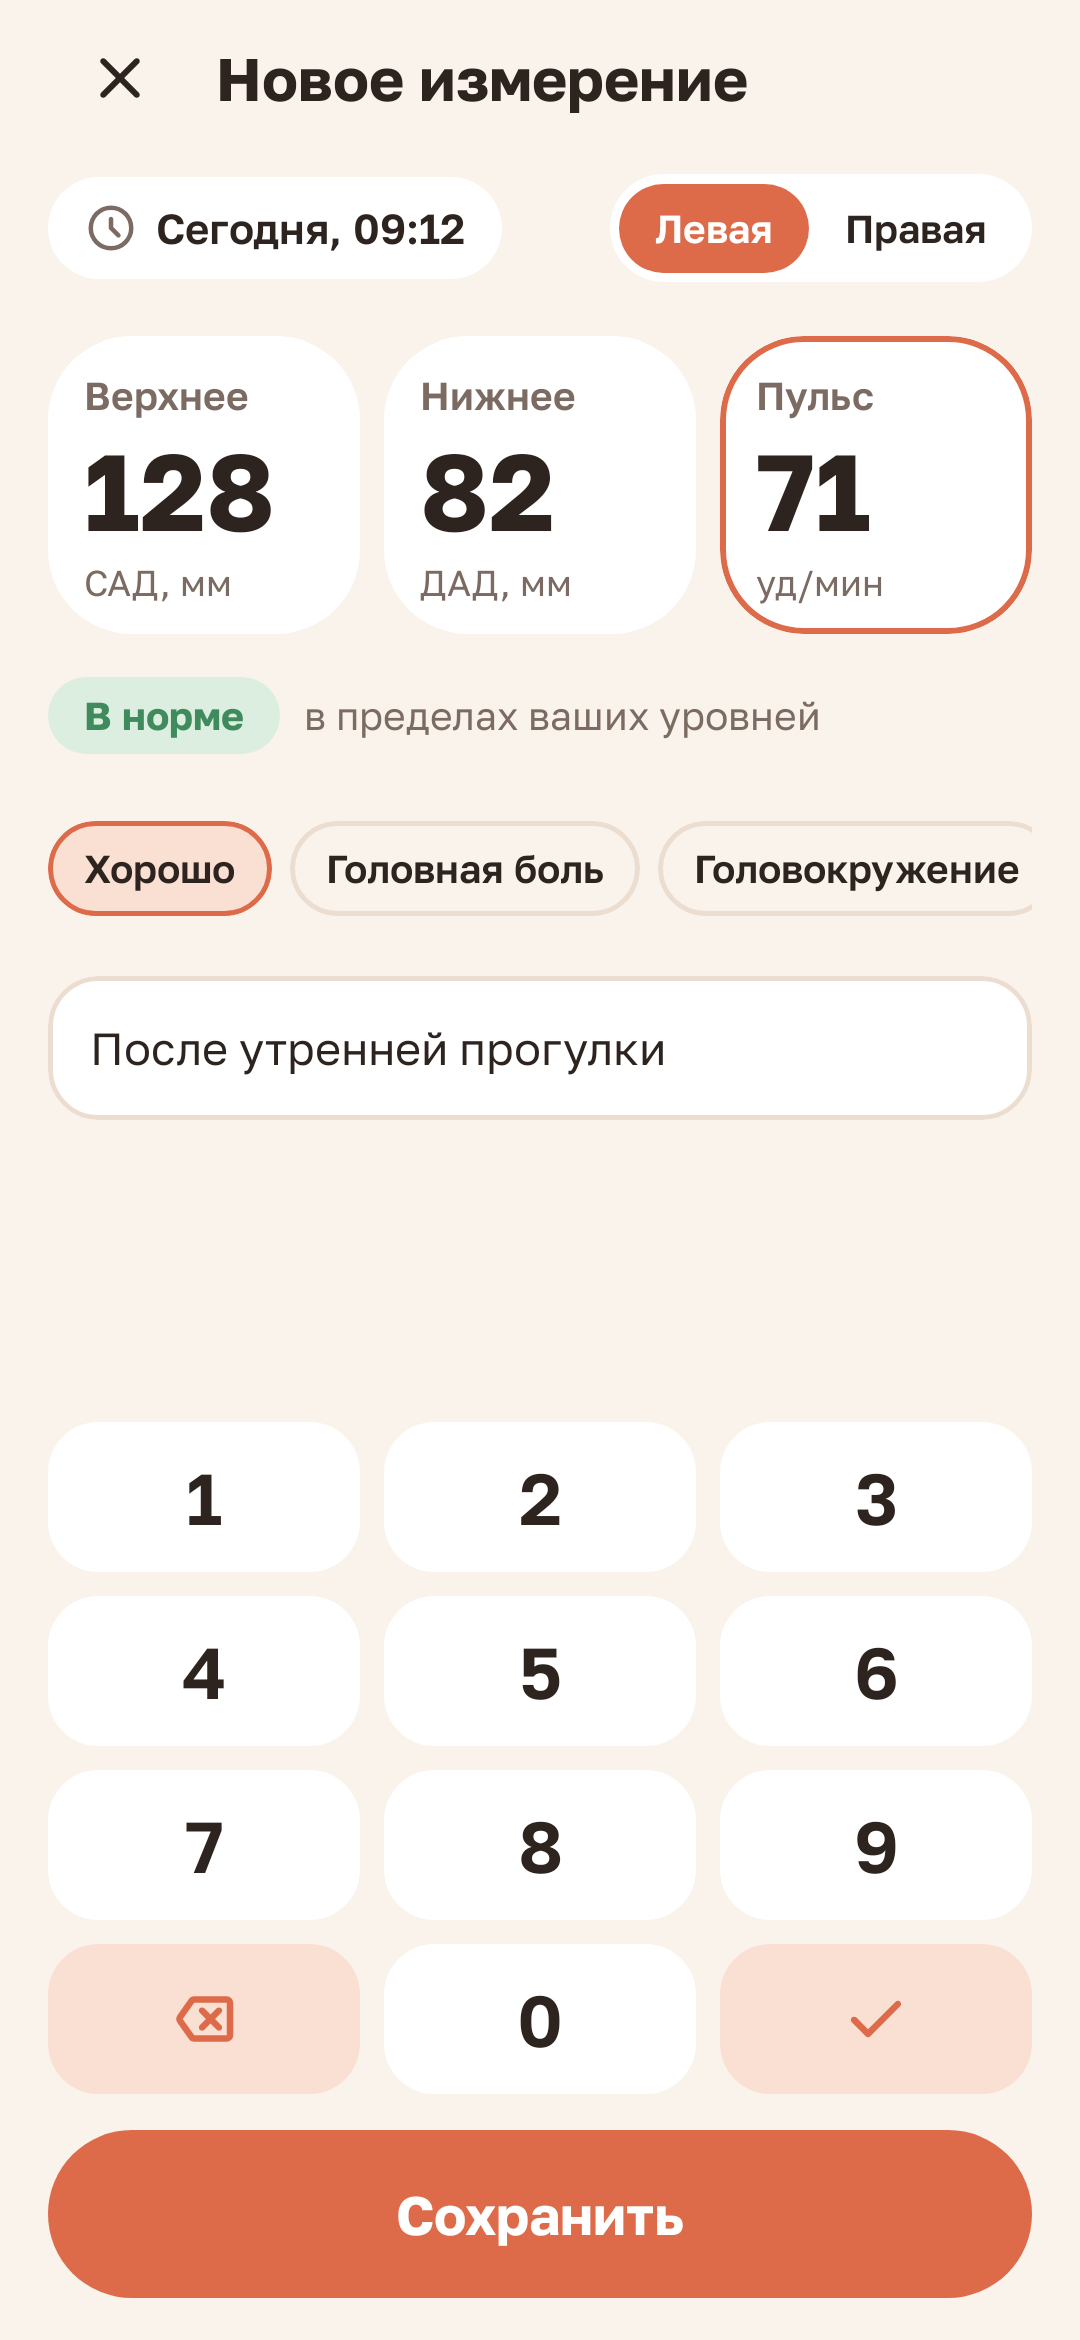 Новое измерение
Сегодня, 09:12
Левая Правая
Верхнее Нижнее Пульс
128 82 71
САД, мм ДАД, мм уд/мин
В норме в пределах ваших уровней
Хорошо Головная боль Головокружение
После утренней прогулки
1 2 3
4 5 6
7 8 9
0
Сохранить